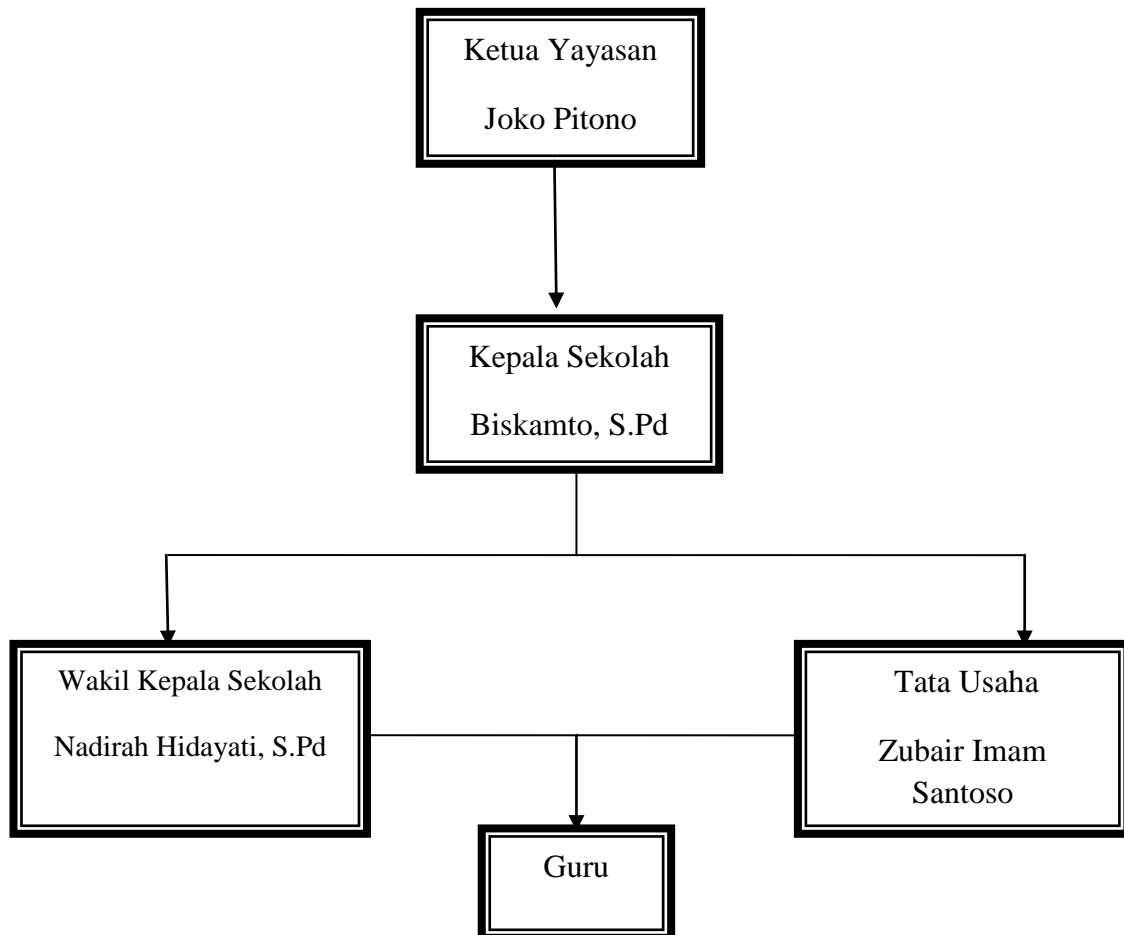 Ketua Yayasan
Joko Pitono
Kepala Sekolah
Biskamto, S.Pd
Wakil Kepala Sekolah
Nadirah Hidayati, S.Pd
Tata Usaha
Zubair Imam
Santoso
Guru